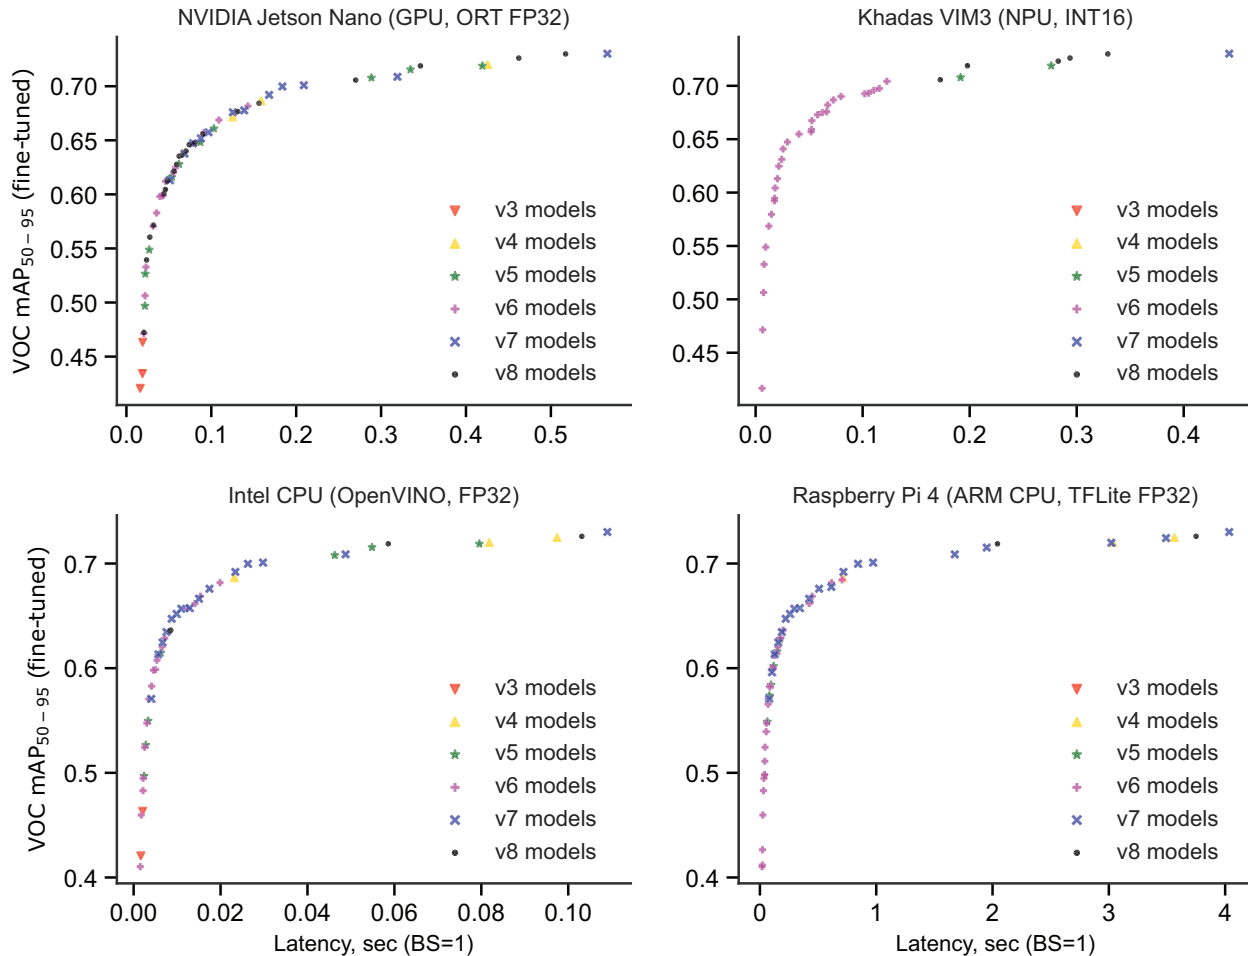 NVIDIA Jetson Nano (GPU, ORT FP32)
VOC mAP50−95 (fine-tuned)
0.70
0.65
0.60
0.55
0.50
0.45
v3 models
v4 models
v5 models
v6 models
v7 models
v8 models
0.0 0.1 0.2 0.3 0.4 0.5
Khadas VIM3 (NPU, INT16)
0.70
0.65
0.60
0.55
0.50
0.45
v3 models
v4 models
v5 models
v6 models
v7 models
v8 models
0.0 0.1 0.2 0.3 0.4
Intel CPU (OpenVINO, FP32)
VOC mAP50−95 (fine-tuned)
0.7
0.6
0.5
0.4
v3 models
v4 models
v5 models
v6 models
v7 models
v8 models
0.00 0.02 0.04 0.06 0.08 0.10
Latency, sec (BS=1)
Raspberry Pi 4 (ARM CPU, TFLite FP32)
0.7
0.6
0.5
0.4
v3 models
v4 models
v5 models
v6 models
v7 models
v8 models
0 1 2 3 4
Latency, sec (BS=1)